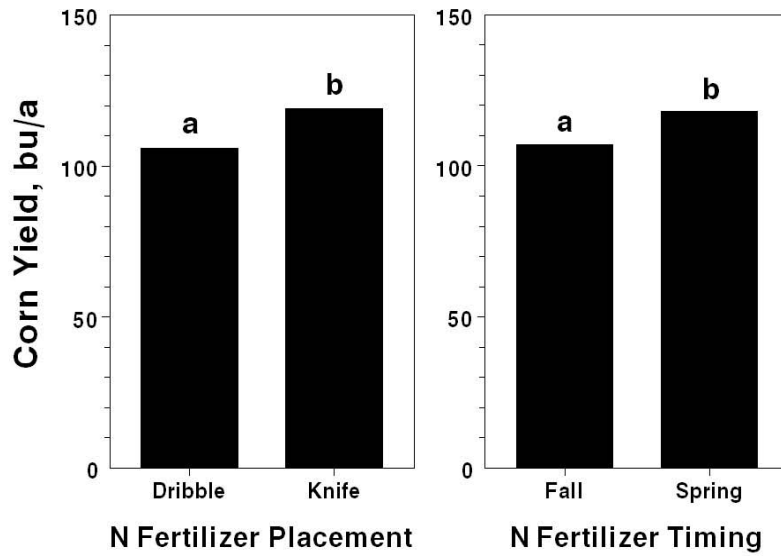 Corn Yield, bu/a
150
100
50
0
a
b
Dribble
Knife
N Fertilizer Placement
150
100
50
0
a
b
Fall
Spring
N Fertilizer Timing